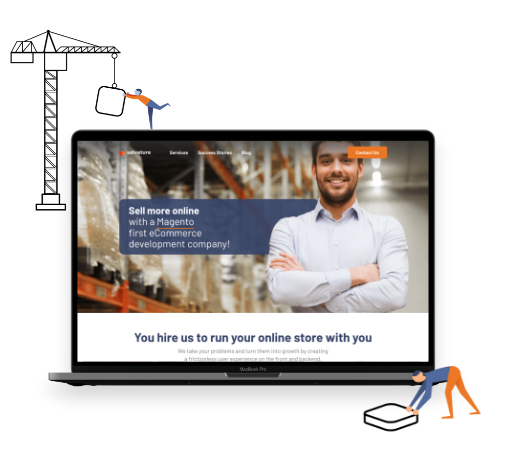 selvatura
Services Success Stories Blog Contact Us
Sell more online
with a Magento
first eCommerce
development company!
You hire us to run your online store with you
We take your problems and turn them into growth by creating
a frictionless user experience on the front and backend.
MacBook Pro